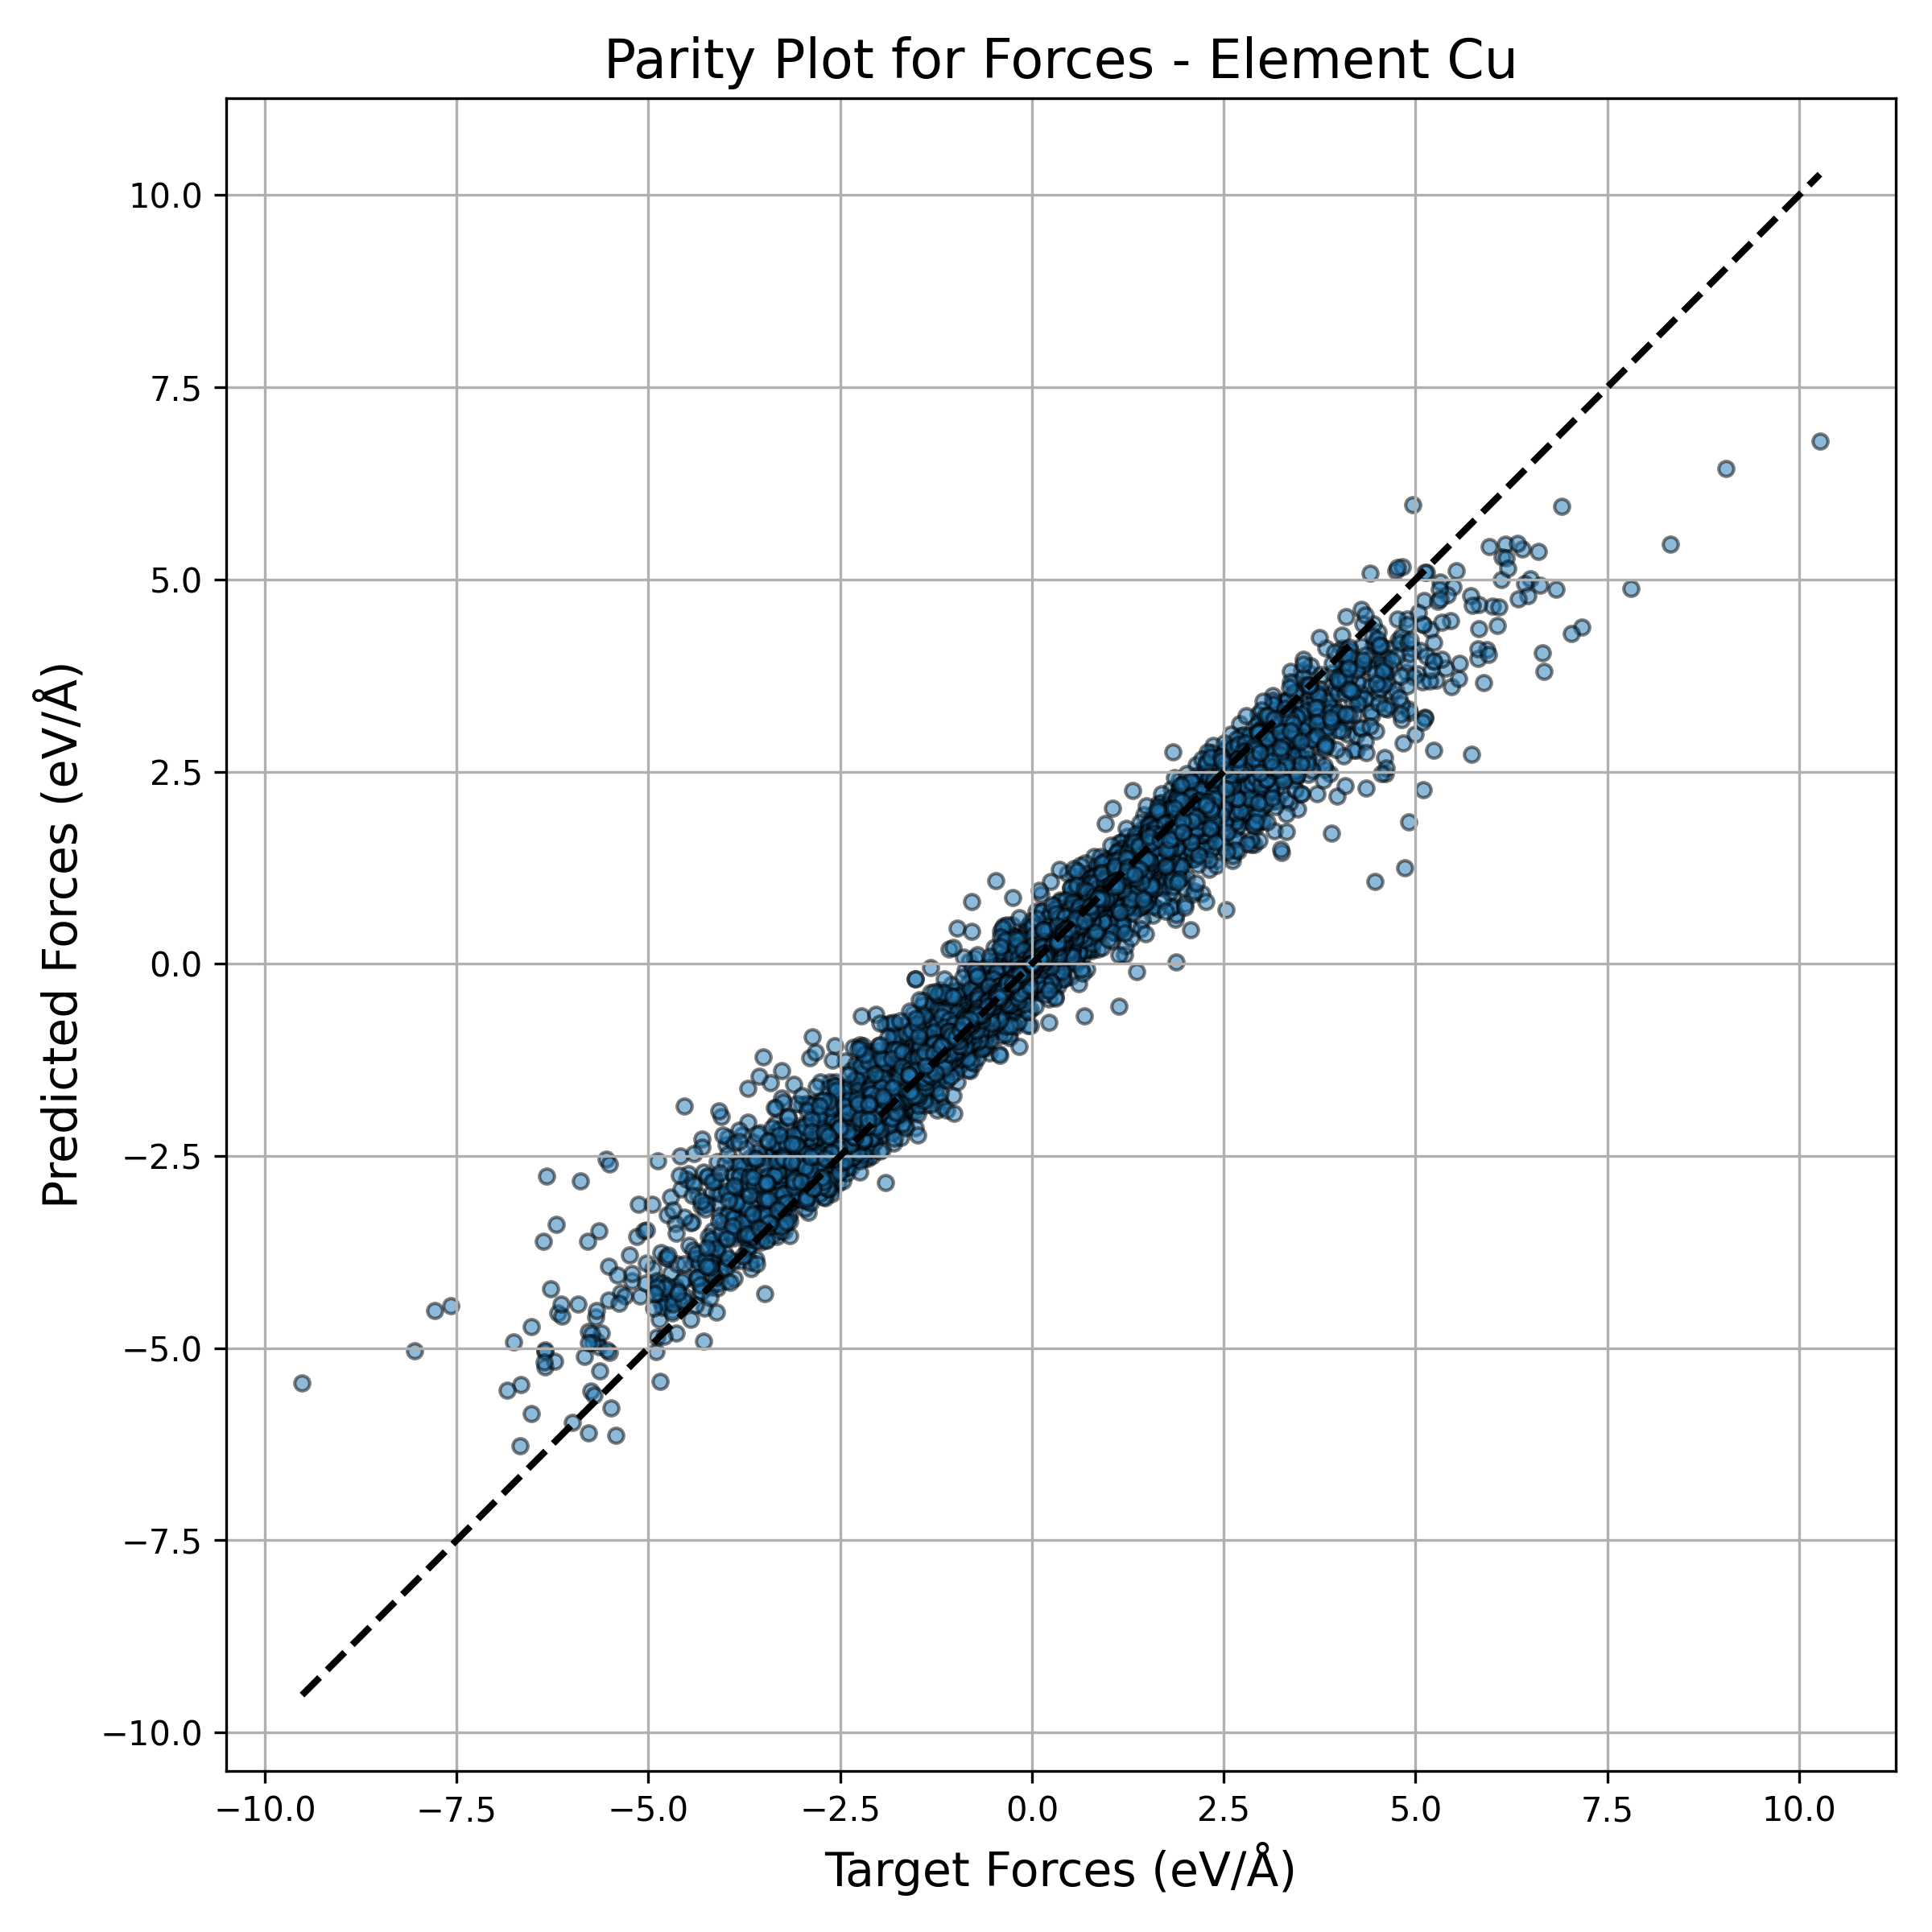 Parity Plot for Forces - Element Cu
Predicted Forces (eV/Å)
10.0
7.5
5.0
2.5
0.0
−2.5
−5.0
−7.5
−10.0
−10.0 −7.5 −5.0 −2.5 0.0 2.5 5.0 7.5 10.0
Target Forces (eV/Å)